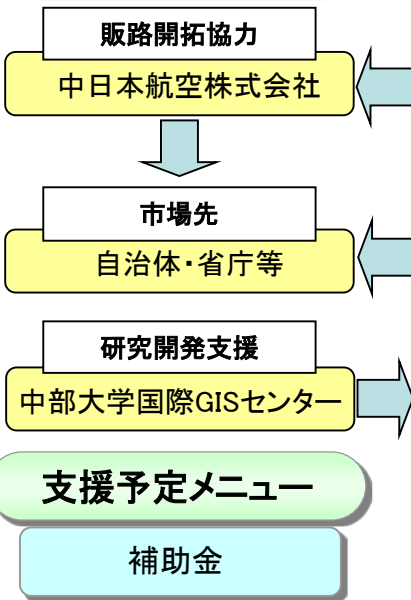 販路開拓協力
中日本航空株式会社
市場先
自治体・省庁等
研究開発支援
中部大学国際GISセンター
支援予定メニュー
補助金